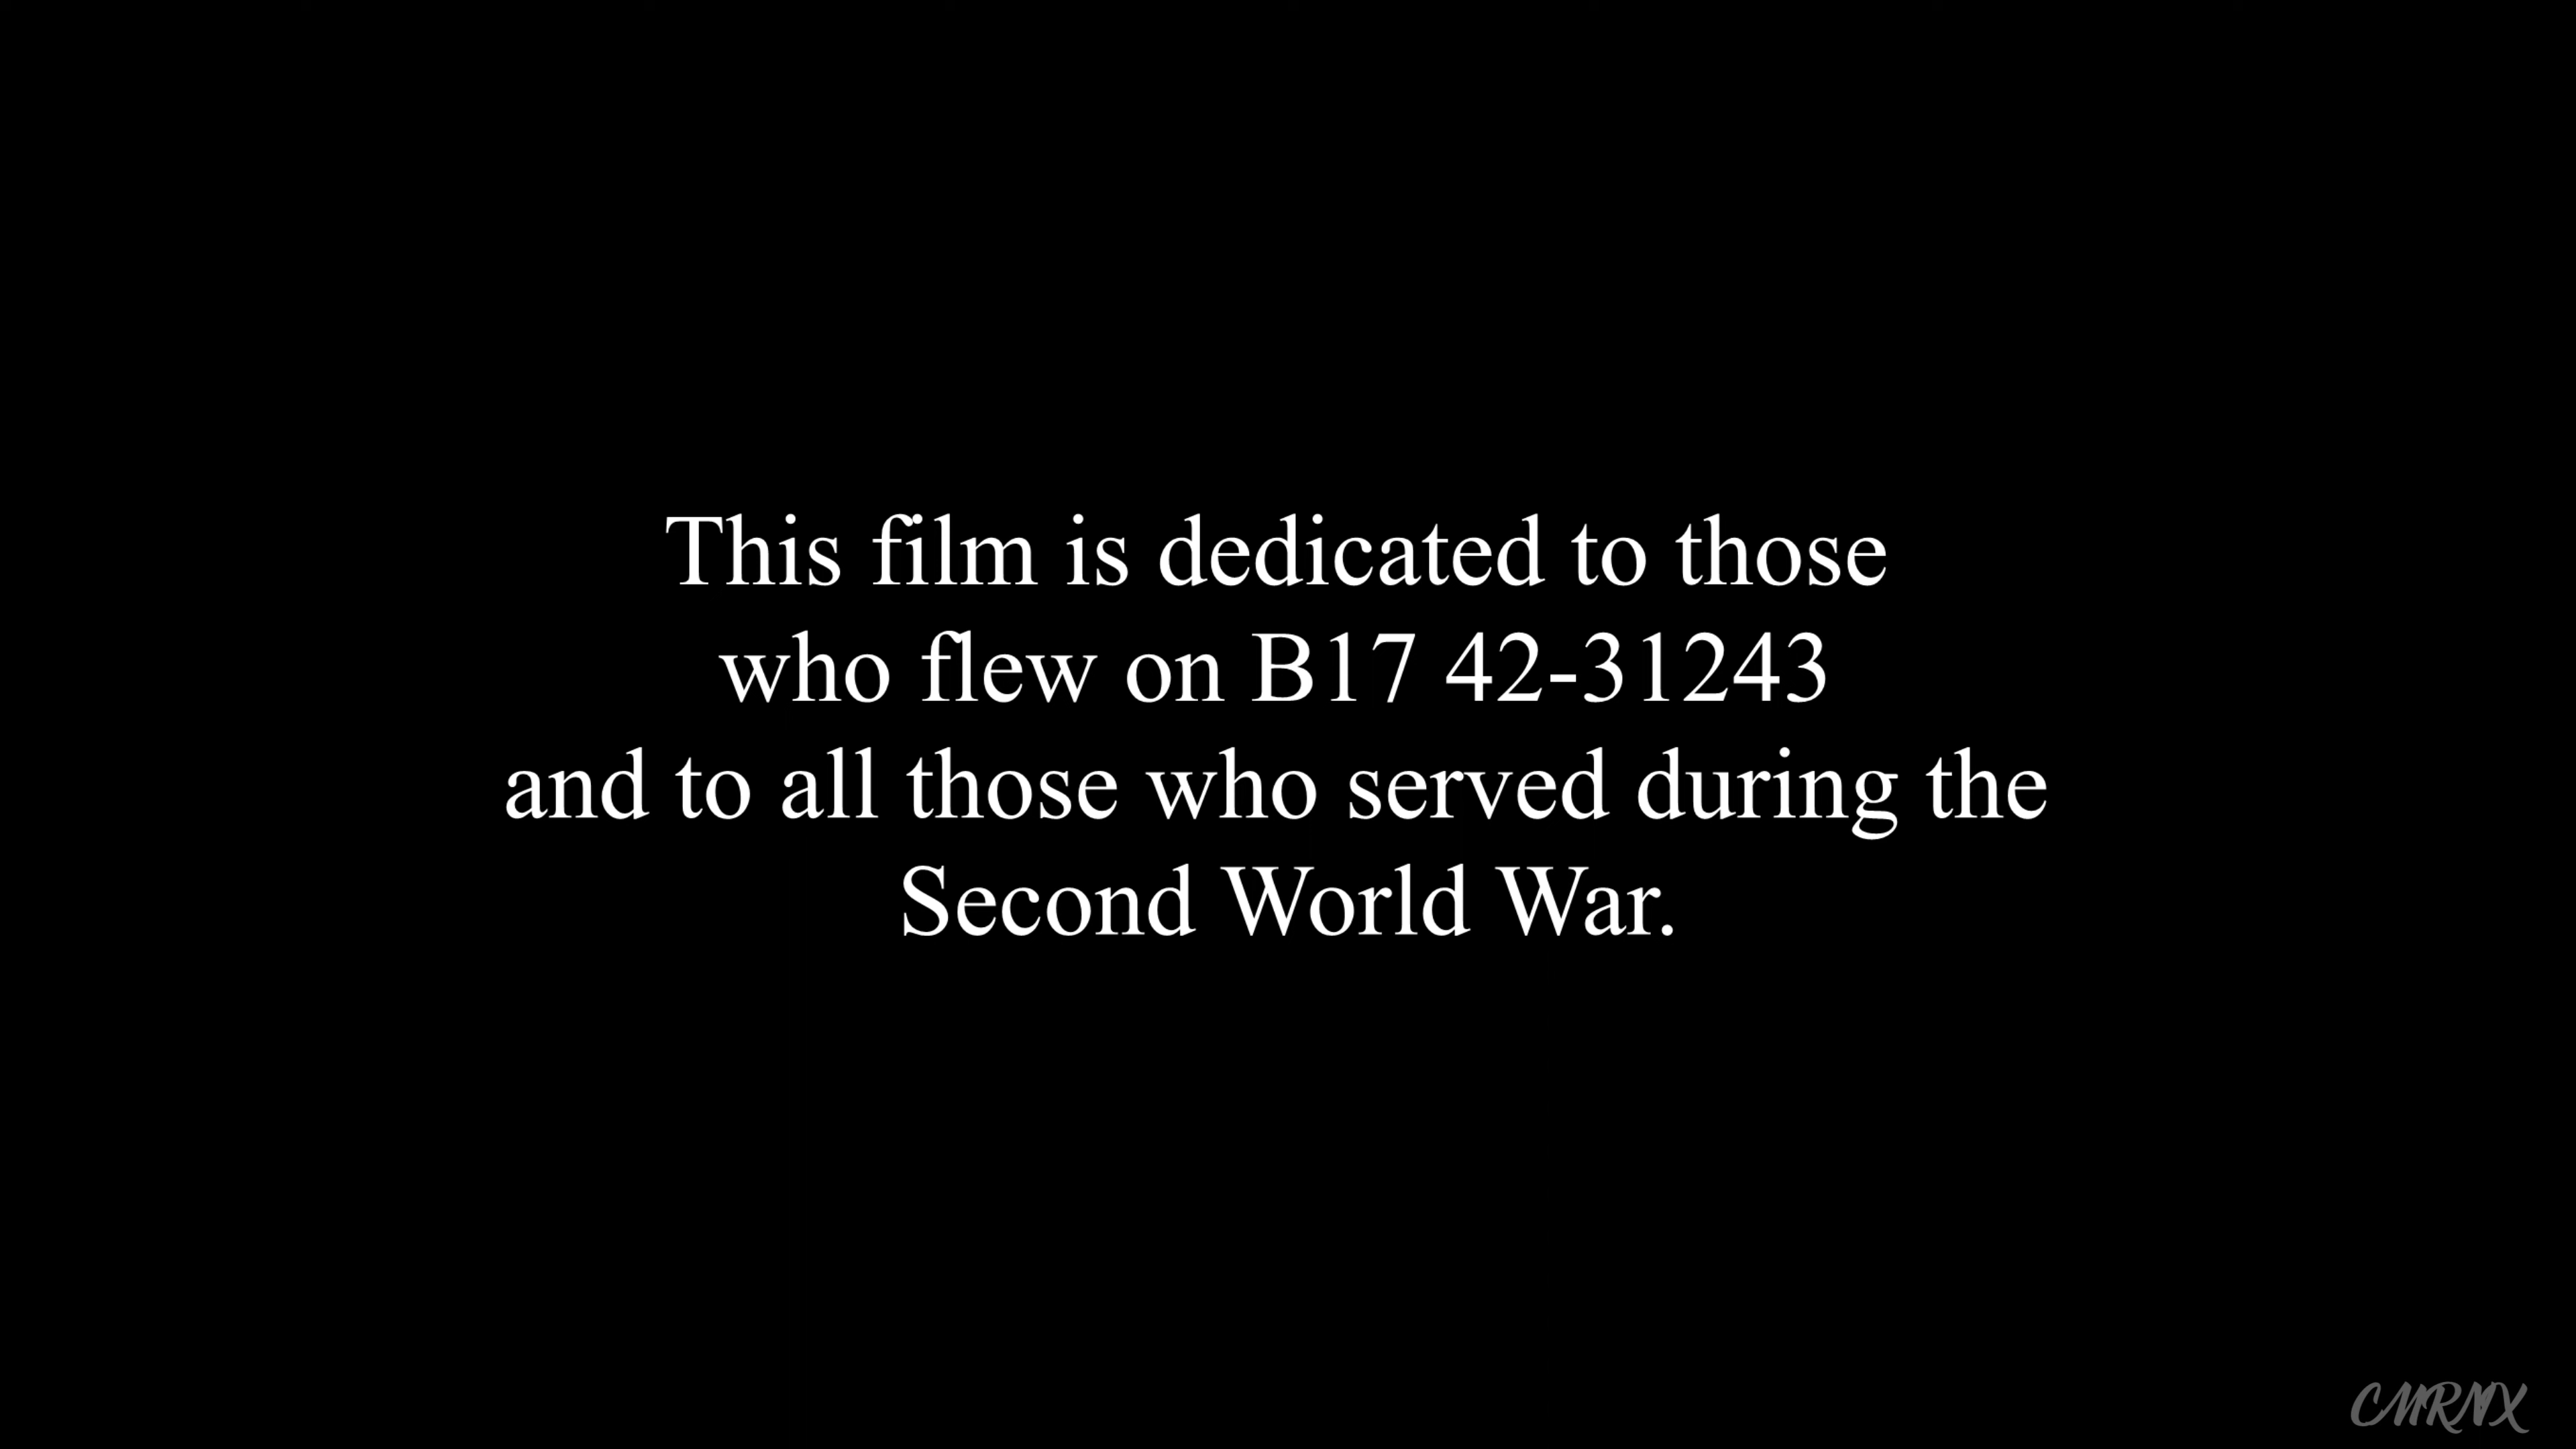 This film is dedicated to those
who flew on B17 42-31243
and to all those who served during the
Second World War.
CMRNX